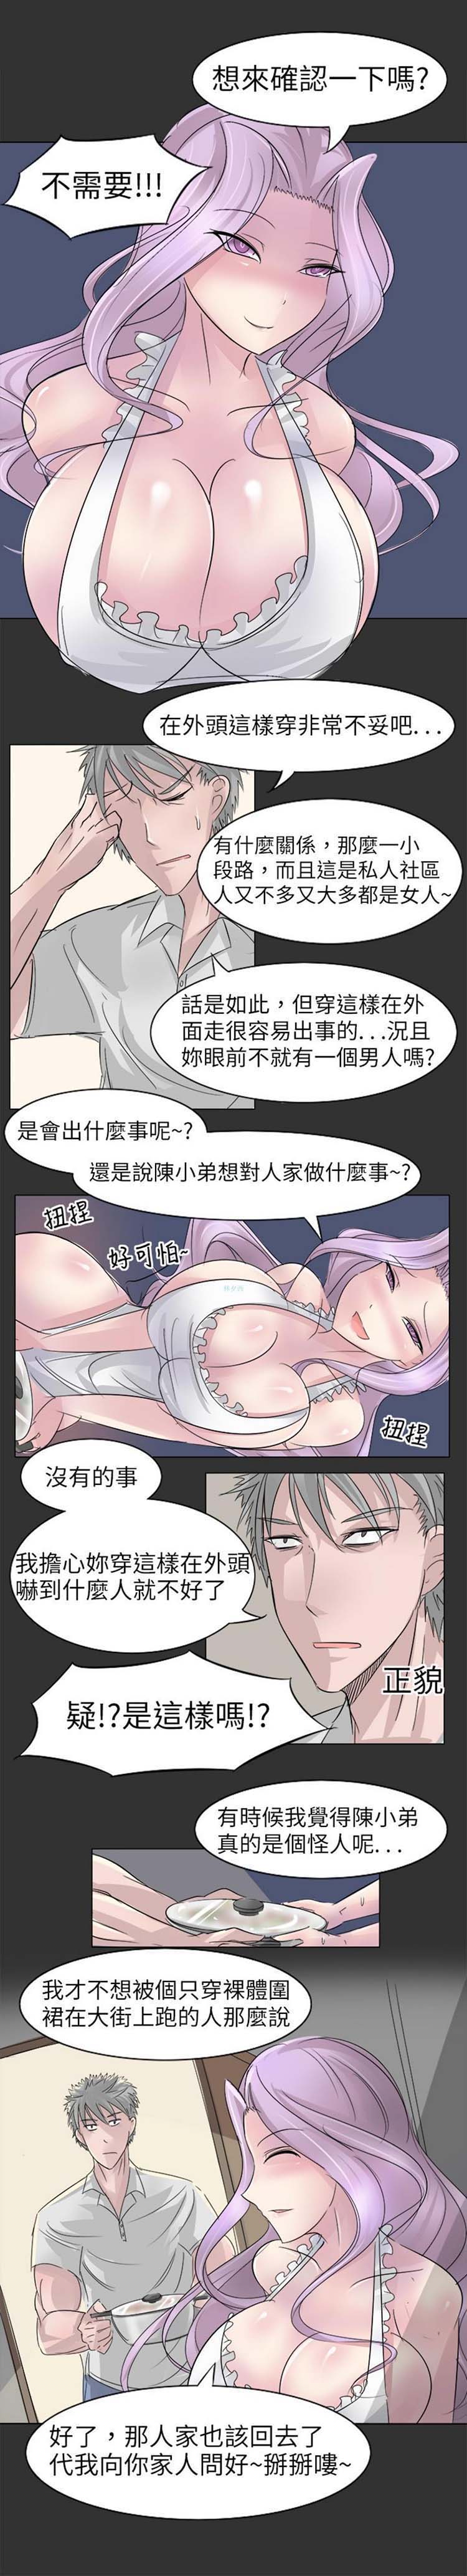 想來確認一下嗎?
不需要!!!
在外頭這樣穿非常不妥吧...
有什麼關係，那麼一小
段路，而且這是私人社區
人又不多又大多都是女人~
話是如此，但穿這樣在外
面走很容易出事的...況且
妳眼前不就有一個男人嗎?
是會出什麼事呢~?
還是說陳小弟想對人家做什麼事~?
扭捏
好可怕~
扭捏
沒有的事
我擔心妳穿這樣在外頭
嚇到什麼人就不好了
正貌
疑!?是這樣嗎!?
有時候我覺得陳小弟
真的是個怪人呢...
我才不想被個只穿裸體圍
裙在大街上跑的人那麼說
好了，那人家也該回去了
代我向你家人問好~掰掰嘍~